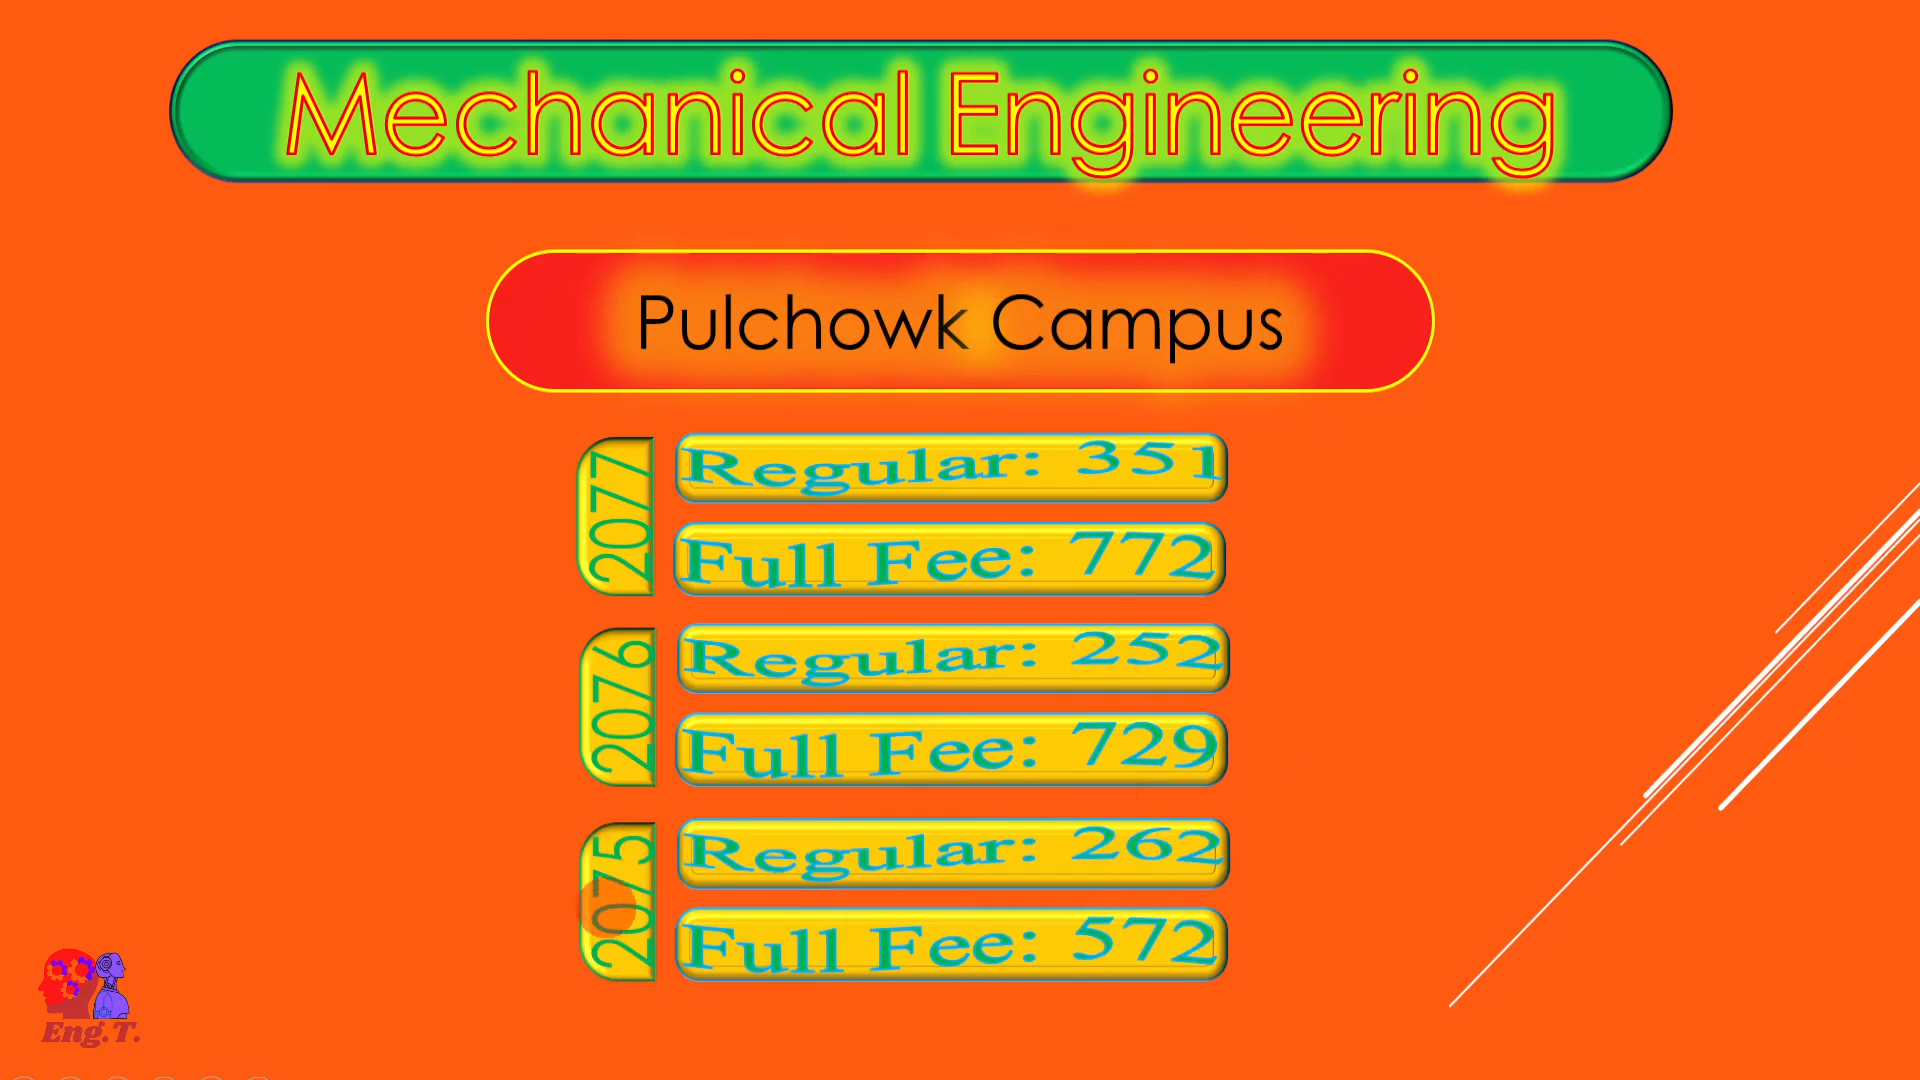 Mechanical Engineering
Pulchowk Campus
2077
Regular: 351
Full Fee: 772
2076
Regular: 252
Full Fee: 729
2075
Regular: 262
Full Fee: 572
Eng.T.